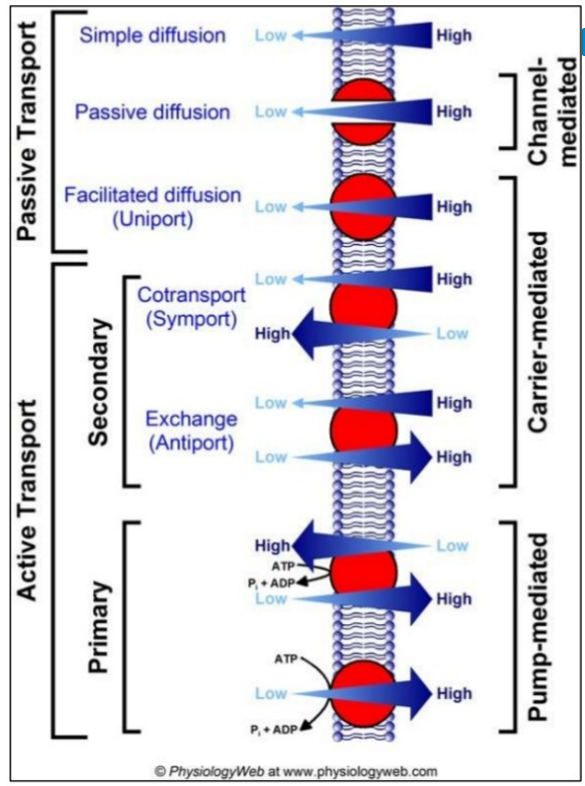 Passive Transport
Simple diffusion
Low
High
Passive diffusion
Low
High
Channel-
mediated
Facilitated diffusion
(Uniport)
Low
High
Carrier-mediated
Active Transport
Secondary
Low
High
Cotransport
(Symport)
High
Low
Low
High
Exchange
(Antiport)
Low
High
Primary
High
Low
ATP
Pi + ADP
Low
High
Pump-mediated
ATP
Low
High
Pi + ADP
© PhysiologyWeb at www.physiologyweb.com